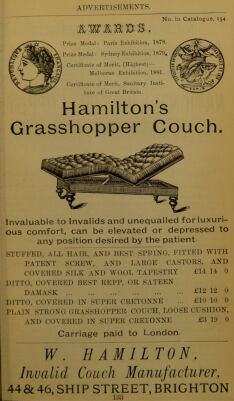 ADVERTISEMENTS.
No. in Catalogue, 154
AWARDS.
Prize Medal: Paris Exhibition, 1878.
Prize Medal: Sydney Exhibition, 1879.
Certificate of Merit, (Highest)—
Melborne Exhibition, 1881.
Certificate of Merit, Sanitary Insti-
tute of Great Britain.
Hamilton's
Grasshopper Couch.
Invaluable to Invalids and unequalled for luxuri-
ous comfort, can be elevated or depressed to
any position desired by the patient
STUFFED, ALL HAIR, AND BEST SPRING, FITTED WITH
PATENT SCREW, AND LARGE CASTORS, AND
COVERED SILK AND WOOL TAPESTRY £14 14 0
DITTO, COVERED BEST REPP, OR SATEEN
DAMASK ... ... ... ... £12 12 0
DITTO, COVERED IN SUPER CRETONNE £10 10 0
PLAIN STRONG GRASSHOPPER COUCH, LOOSE CUSHION,
AND COVERED IN SUPER CRETONNE £3 19 0
Carriage paid to London.
W. HAMILTON,
Invalid Couch Manufacturer,
44 & 46, SHIP STREET, BRIGHTON